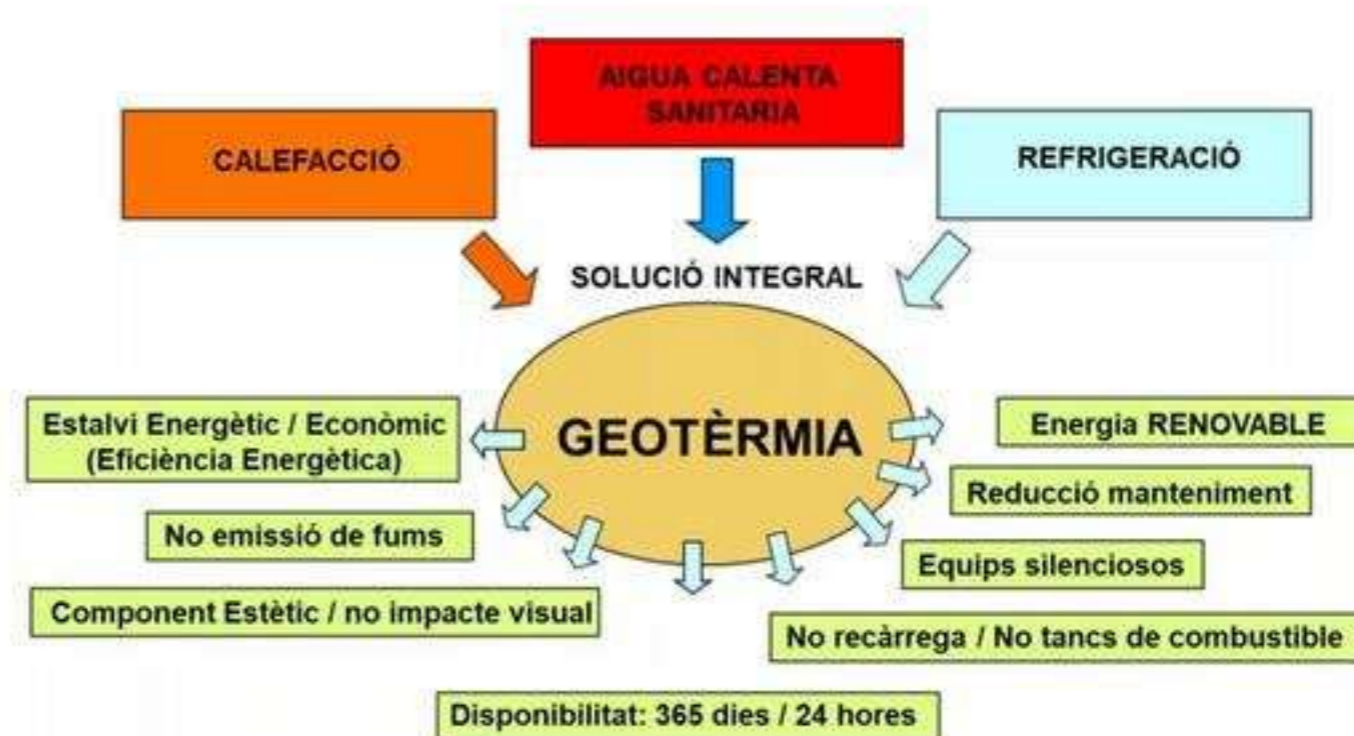 AIGUA CALENTA
SANITARIA
CALEFACCIÓ
REFRIGERACIÓ
SOLUCIÓ INTEGRAL
GEOTÈRMIA
Estalvi Energètic / Econòmic
(Eficiència Energètica)
Energia RENOVABLE
Reducció manteniment
No emissió de fums
Equips silenciosos
Component Estètic / no impacte visual
No recàrrega / No tancs de combustible
Disponibilitat: 365 dies / 24 hores